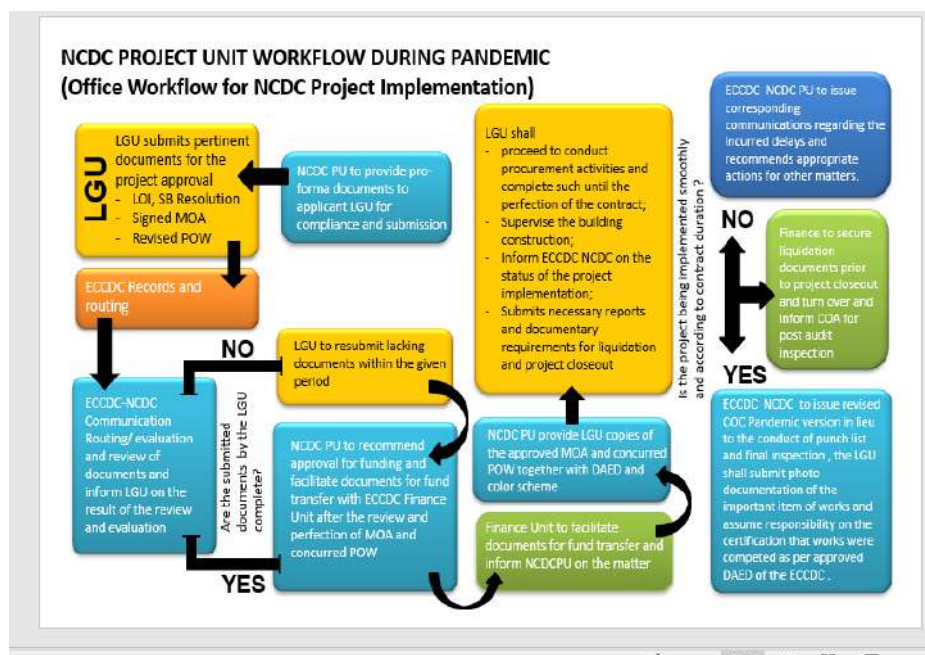 NCDC PROJECT UNIT WORKFLOW DURING PANDEMIC
(Office Workflow for NCDC Project Implementation)
LGU
LGU submits pertinent
documents for the
project approval
- LOI, SB Resolution
- Signed MOA
- Revised POW
NCDC PU to provide pro-
forma documents to
applicant LGU for
compliance and submission
ECCDC Records and
routing
ECCDC-NCDC
Communication
Routing/ evaluation
and review of
documents and
inform LGU on the
result of the review
and evaluation
Are the submitted
documents by the LGU
complete?
NO
YES
LGU to resubmit lacking
documents within the given
period
NCDC PU to recommend
approval for funding and
facilitate documents for fund
transfer with ECCDC Finance
Unit after the review and
perfection of MOA and
concurred POW
Finance Unit to facilitate
documents for fund transfer and
inform NCDCPU on the matter
NCDC PU provide LGU copies of
the approved MOA and concurred
POW together with DAED and
color scheme
LGU shall
- proceed to conduct
procurement activities and
complete such until the
perfection of the contract;
- Supervise the building
construction;
- Inform ECCDC NCDC on the
status of the project
implementation;
- Submits necessary reports
and documentary
requirements for liquidation
and project closeout
Is the project being implemented smoothly
and according to contract duration ?
NO
YES
ECCDC NCDC PU to issue
corresponding
communications regarding the
incurred delays and
recommends appropriate
actions for other matters.
Finance to secure
liquidation
documents prior
to project closeout
and turn over and
inform COA for
post audit
inspection
ECCDC NCDC to issue revised
COC Pandemic version in lieu
to the conduct of punch list
and final inspection , the LGU
shall submit photo
documentation of the
important item of works and
assume responsibility on the
certification that works were
competed as per approved
DAED of the ECCDC .